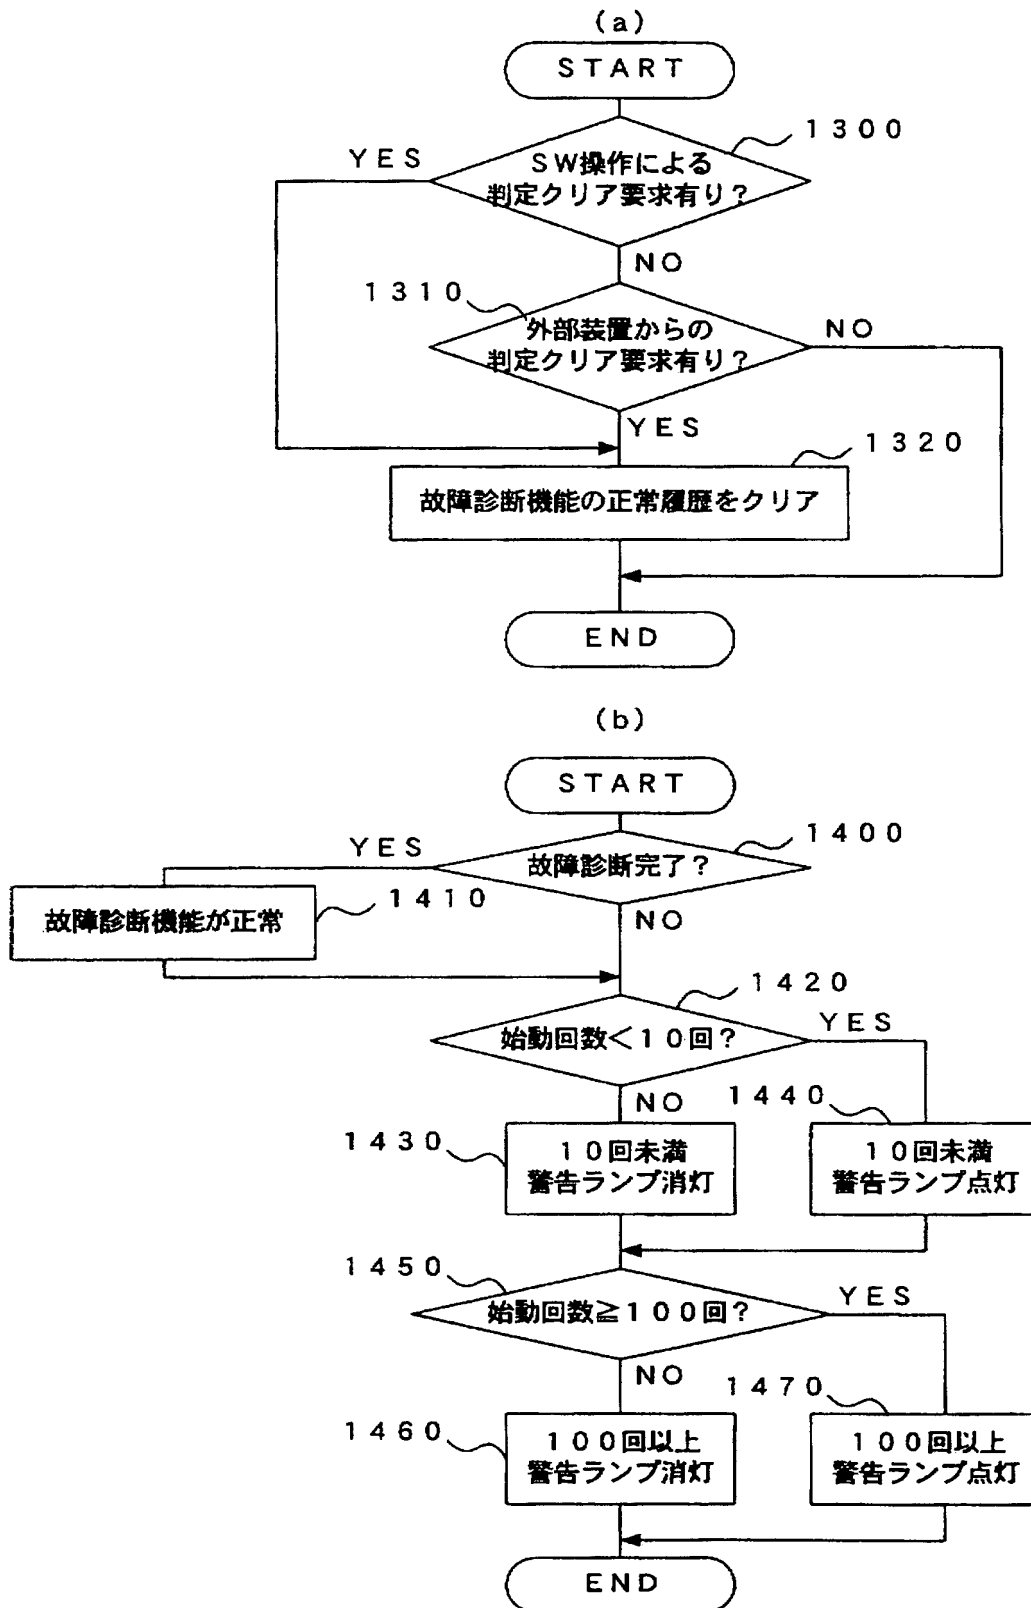 (a)
START
1300
YES
SW操作による
判定クリア要求有り？
NO
1310
外部装置からの
判定クリア要求有り？
NO
YES
1320
故障診断機能の正常履歴をクリア
END
(b)
START
1400
YES
故障診断完了？
1410
故障診断機能が正常
NO
1420
始動回数＜10回？
YES
NO
1440
1430
10回未満
警告ランプ消灯
10回未満
警告ランプ点灯
1450
始動回数≧100回？
YES
NO
1470
1460
100回以上
警告ランプ消灯
100回以上
警告ランプ点灯
END